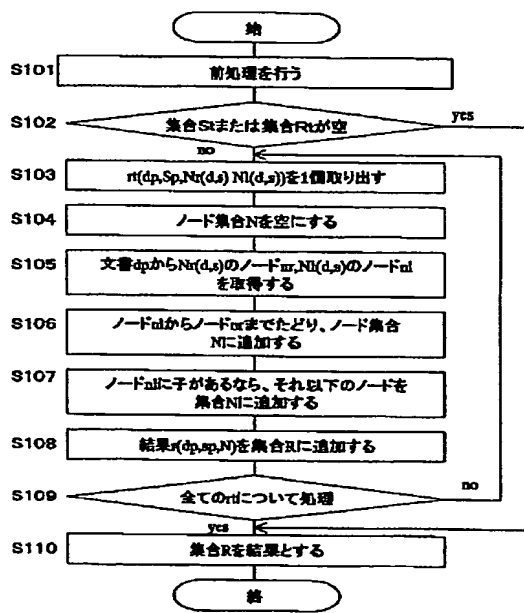 始
S101
前処理を行う
S102
集合Stまたは集合Rtが空
yes
no
S103
rt(dp,Sp,Nr(d,s) Nl(d,s))を1個取り出す
S104
ノード集合Nを空にする
S105
文書dpからNr(d,s)のノードnr,Nl(d,s)のノードnl
を取得する
S106
ノードnlからノードnrまでたどり、ノード集合
Nに追加する
S107
ノードnlに子があるなら、それ以下のノードを
集合Nに追加する
S108
結果r(dp,sp,N)を集合Rに追加する
S109
全てのrtについて処理
no
yes
S110
集合Rを結果とする
終